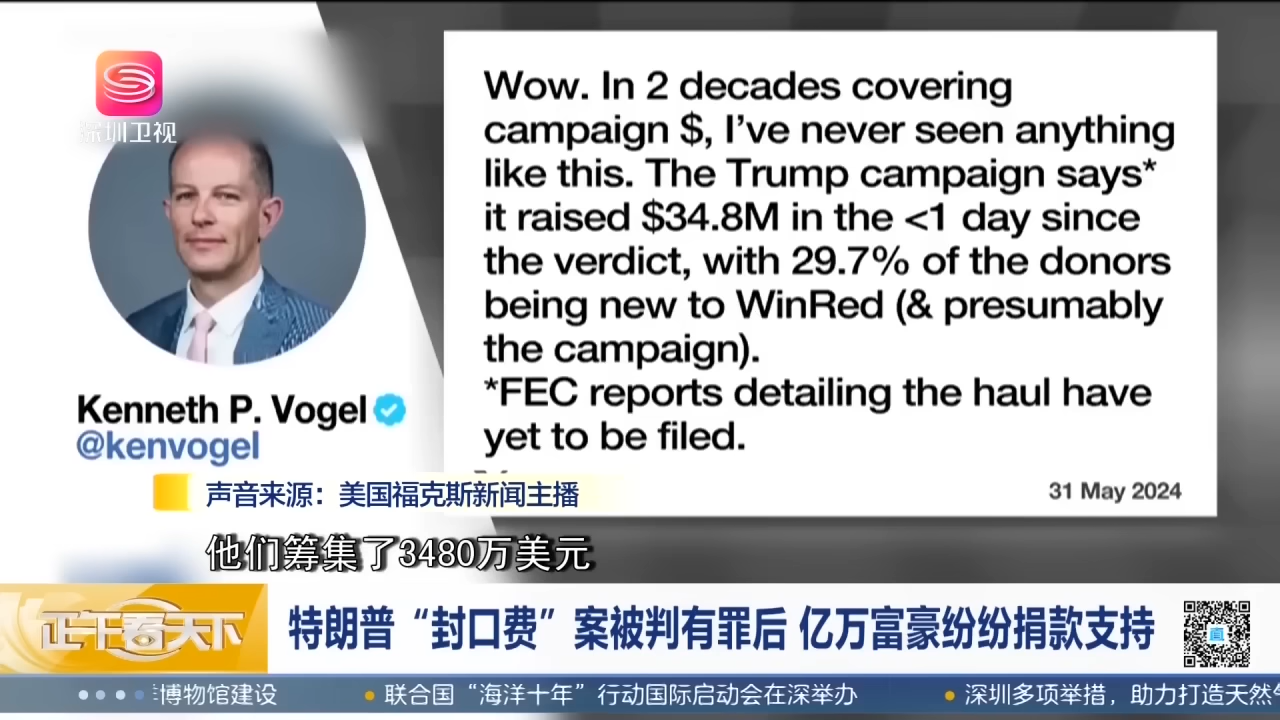 深圳卫视
Wow. In 2 decades covering
campaign $, I've never seen anything
like this. The Trump campaign says*
it raised $34.8M in the <1 day since
the verdict, with 29.7% of the donors
being new to WinRed (& presumably
the campaign).
*FEC reports detailing the haul have
yet to be filed.
31 May 2024
Kenneth P. Vogel
@kenvogel
声音来源：美国福克斯新闻主播
他们筹集了3480万美元
正午看天下
特朗普“封口费”案被判有罪后 亿万富豪纷纷捐款支持
博物馆建设
联合国“海洋十年”行动国际启动会在深举办
深圳多项举措，助力打造天然